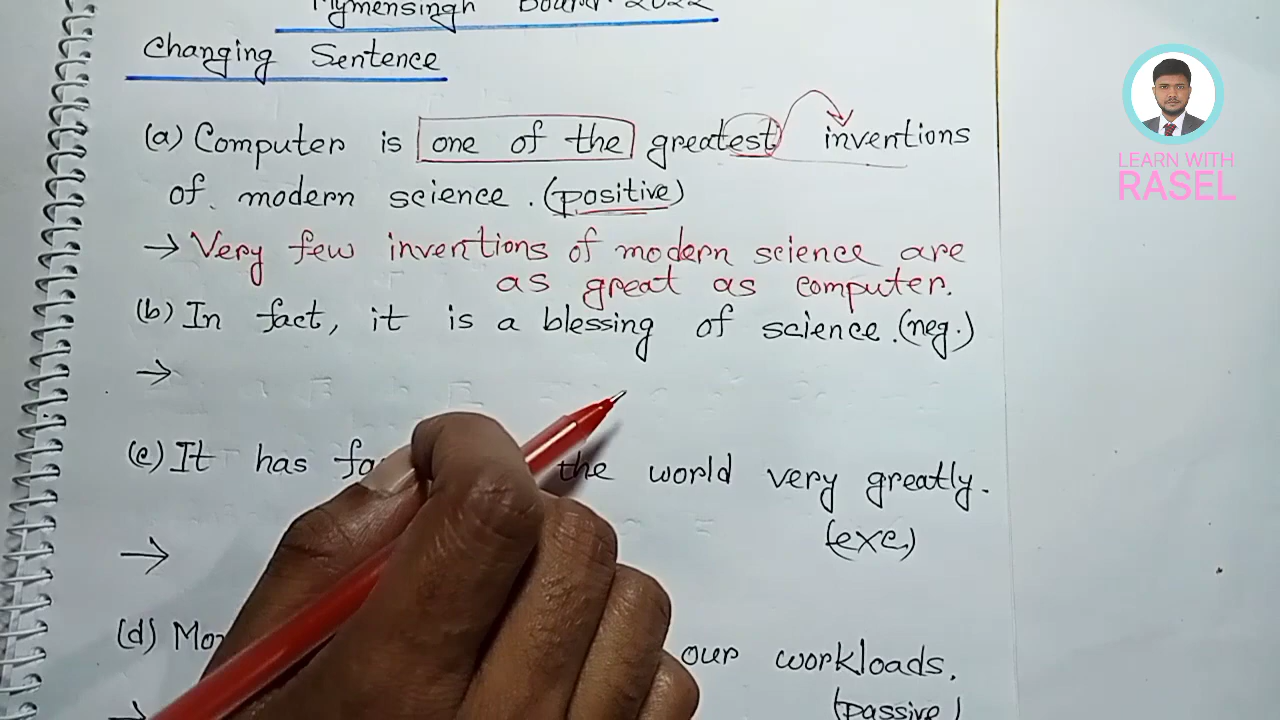 Mymensingh Board 2022
Changing Sentence
(a) Computer is one of the greatest inventions
of modern science. (positive)
→ Very few inventions of modern science are
as great as computer.
(b) In fact, it is a blessing of science. (neg.)
→
(c) It has the world very greatly.
(exc.)
→
(d) our workloads.
→ (passive)
LEARN WITH
RASEL